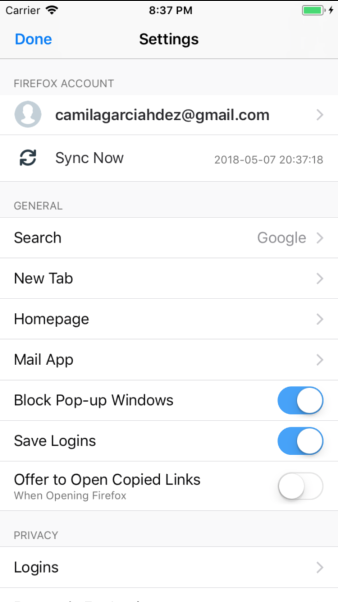 Carrier 8:37 PM
Done Settings
FIREFOX ACCOUNT
camilagarciahdez@gmail.com
Sync Now 2018-05-07 20:37:18
GENERAL
Search Google
New Tab
Homepage
Mail App
Block Pop-up Windows
Save Logins
Offer to Open Copied Links
When Opening Firefox
PRIVACY
Logins